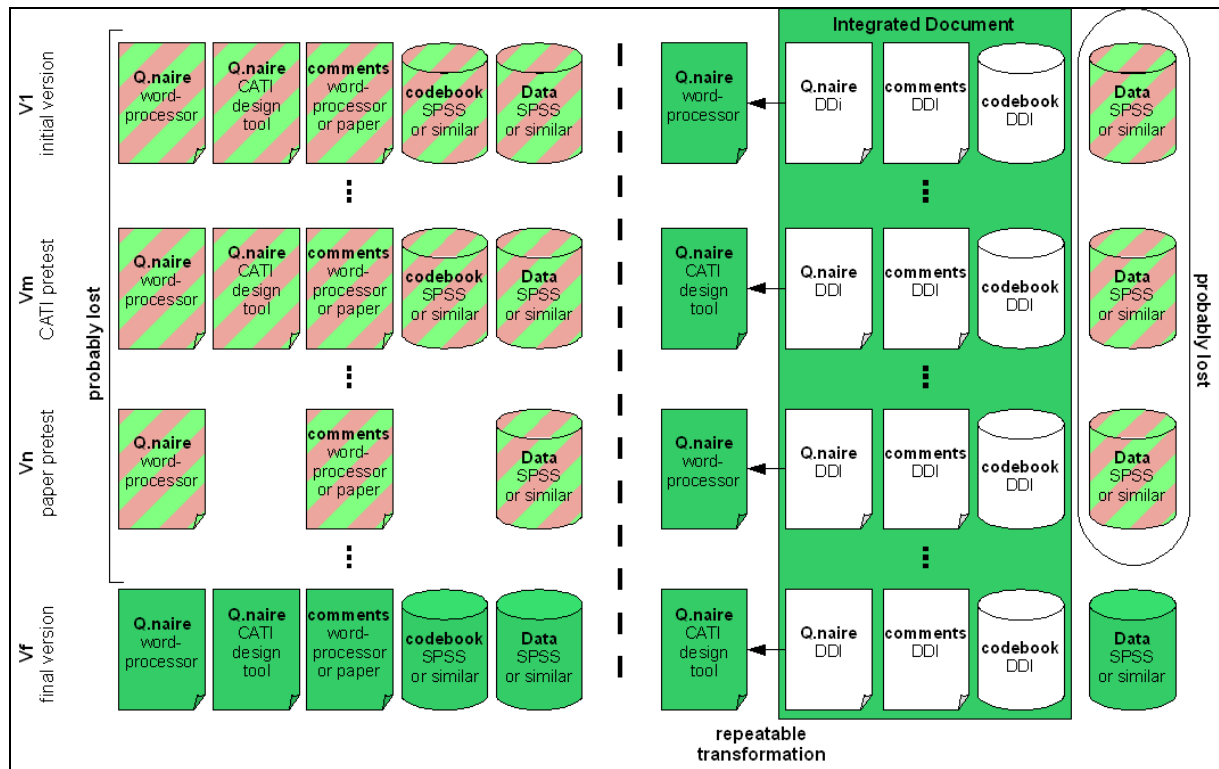 Integrated Document
V1
initial version
Q.naire
word-
processor
Q.naire
CATI
design
tool
comments
word-
processor
or paper
codebook
SPSS
or similar
Data
SPSS
or similar
Q.naire
word-
processor
Q.naire
DDi
comments
DDI
codebook
DDI
Data
SPSS
or similar
Vm
CATI pretest
Q.naire
word-
processor
Q.naire
CATI
design
tool
comments
word-
processor
or paper
codebook
SPSS
or similar
Data
SPSS
or similar
Q.naire
CATI
design
tool
Q.naire
DDI
comments
DDI
codebook
DDI
Data
SPSS
or similar
probably lost
probably lost
Vn
paper pretest
Q.naire
word-
processor
comments
word-
processor
or paper
Data
SPSS
or similar
Q.naire
word-
processor
Q.naire
DDI
comments
DDI
codebook
DDI
Data
SPSS
or similar
Vf
final version
Q.naire
word-
processor
Q.naire
CATI
design
tool
comments
word-
processor
or paper
codebook
SPSS
or similar
Data
SPSS
or similar
Q.naire
CATI
design
tool
Q.naire
DDI
comments
DDI
codebook
DDI
Data
SPSS
or similar
repeatable
transformation